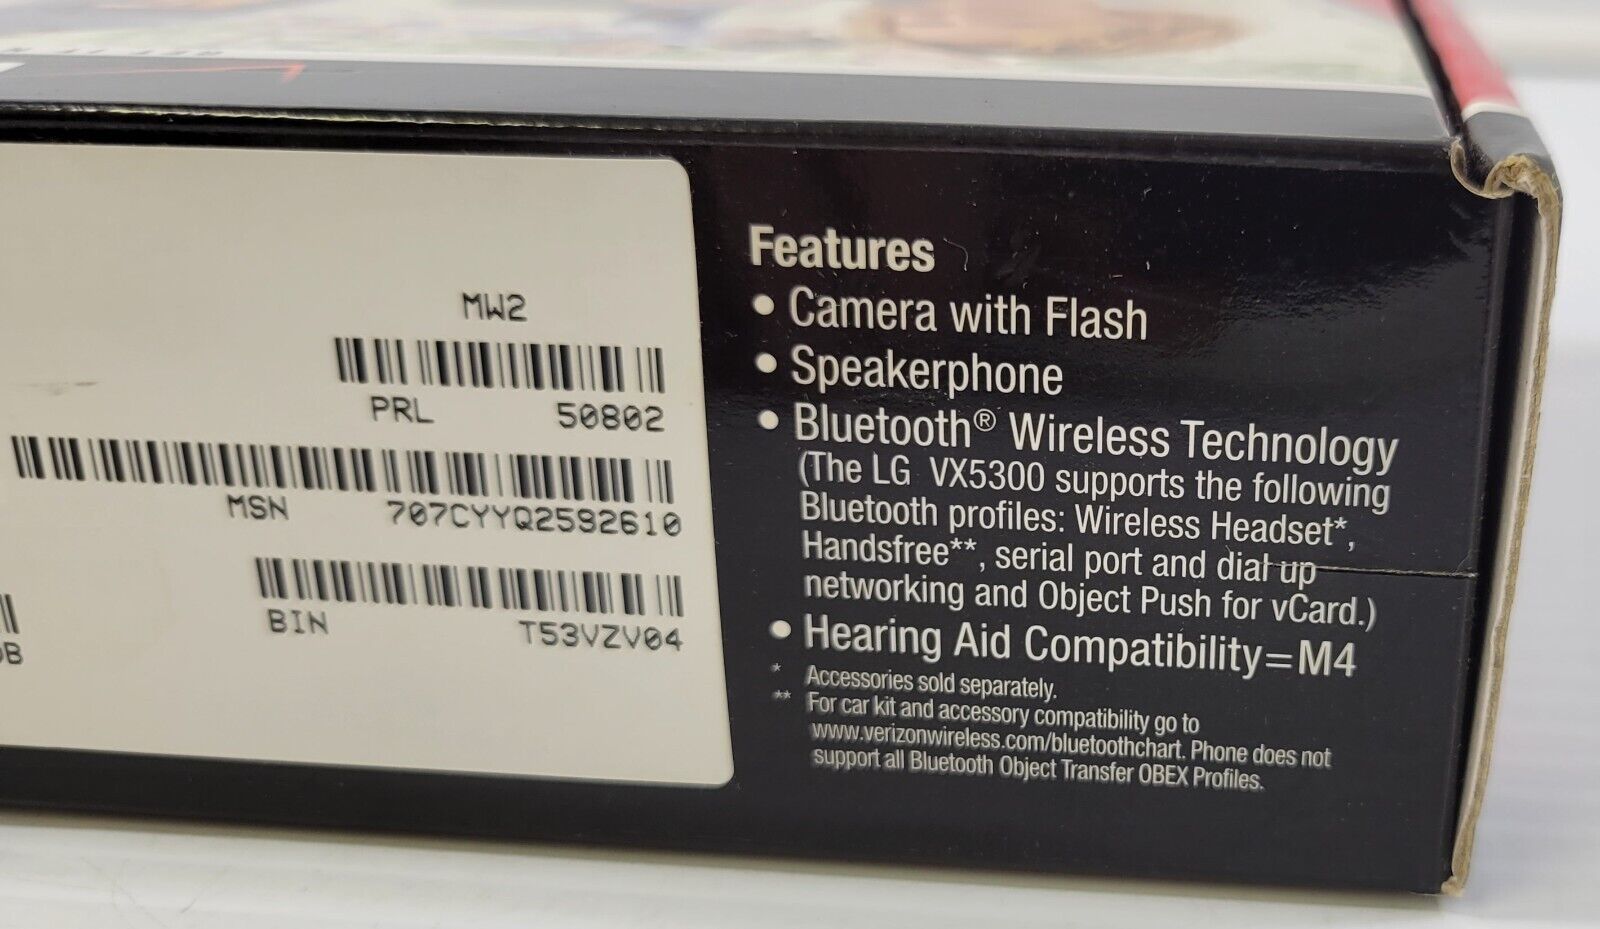 MW2
PRL 50802
MSN 707CYYQ2592610
BIN T53VZV04
Features
• Camera with Flash
• Speakerphone
• Bluetooth® Wireless Technology
(The LG VX5300 supports the following
Bluetooth profiles: Wireless Headset*,
Handsfree**, serial port and dial up
networking and Object Push for vCard.)
• Hearing Aid Compatibility=M4
* Accessories sold separately.
** For car kit and accessory compatibility go to
www.verizonwireless.com/bluetoothchart. Phone does not
support all Bluetooth Object Transfer OBEX Profiles.